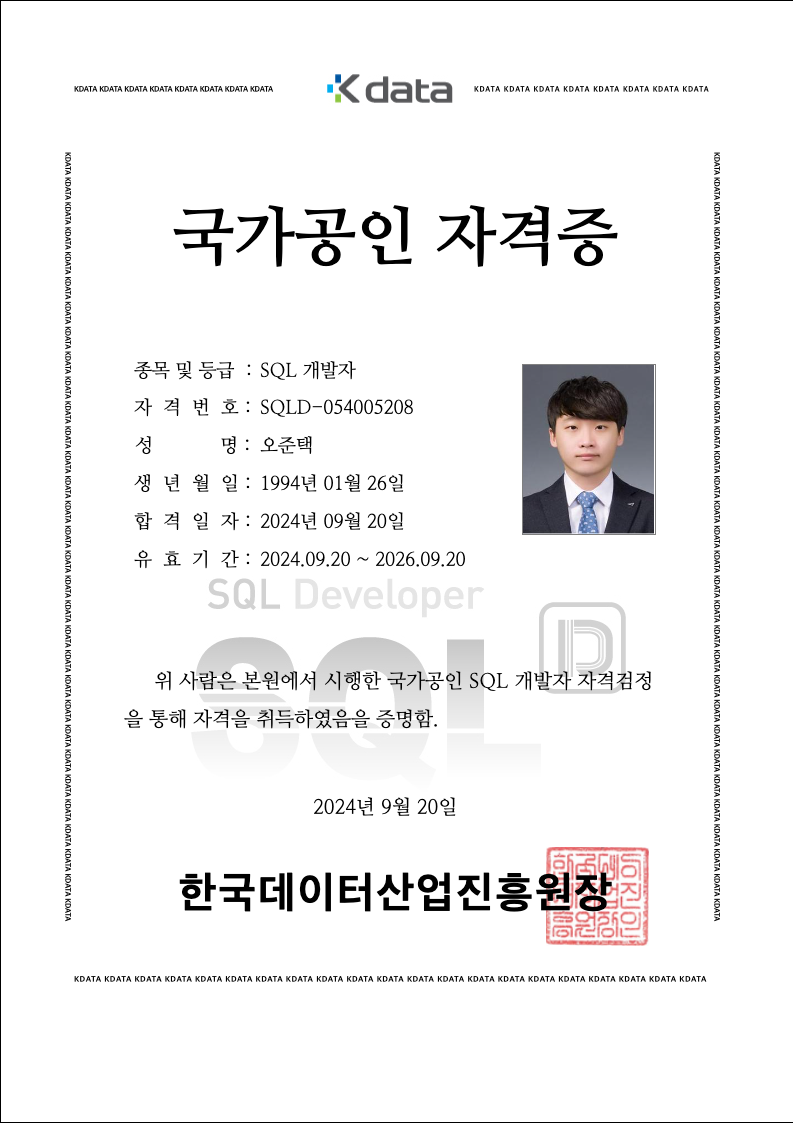 KDATA KDATA KDATA KDATA KDATA KDATA KDATA KDATA
K data
KDATA KDATA KDATA KDATA KDATA KDATA KDATA KDATA
국가공인 자격증
종목 및 등급 : SQL 개발자
자 격 번 호 : SQLD-054005208
성 명 : 오준택
생 년 월 일 : 1994년 01월 26일
합 격 일 자 : 2024년 09월 20일
유 효 기 간 : 2024.09.20 ~ 2026.09.20
SQL Developer
SQL D
위 사람은 본원에서 시행한 국가공인 SQL 개발자 자격검정
을 통해 자격을 취득하였음을 증명함.
2024년 9월 20일
한국데이터산업진흥원장
KDATA KDATA KDATA KDATA KDATA KDATA KDATA KDATA KDATA KDATA KDATA KDATA KDATA KDATA KDATA KDATA KDATA KDATA KDATA KDATA KDATA